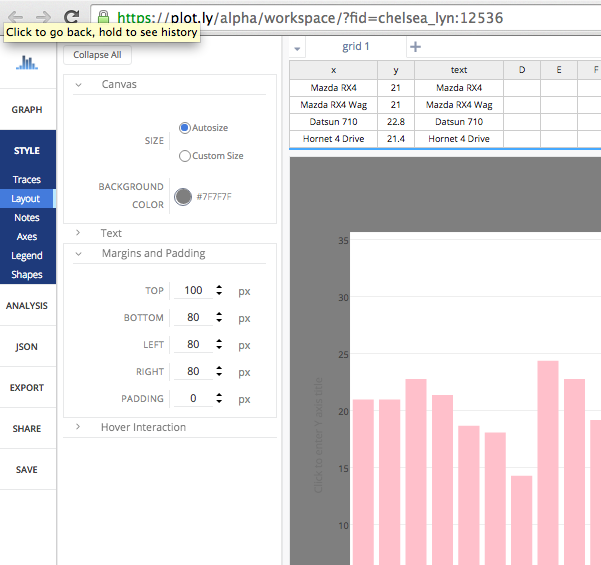 https://plot.ly/alpha/workspace/?fid=chelsea_lyn:12536
Click to go back, hold to see history
Collapse All
GRAPH
STYLE
Traces
Layout
Notes
Axes
Legend
Shapes
ANALYSIS
JSON
EXPORT
SHARE
SAVE
Canvas
SIZE
Autosize
Custom Size
BACKGROUND
COLOR
#7F7F7F
Text
Margins and Padding
TOP 100 px
BOTTOM 80 px
LEFT 80 px
RIGHT 80 px
PADDING 0 px
Hover Interaction
grid 1
x y text D E F
Mazda RX4 21 Mazda RX4
Mazda RX4 Wag 21 Mazda RX4 Wag
Datsun 710 22.8 Datsun 710
Hornet 4 Drive 21.4 Hornet 4 Drive
35
30
25
20
15
10
Click to enter Y axis title